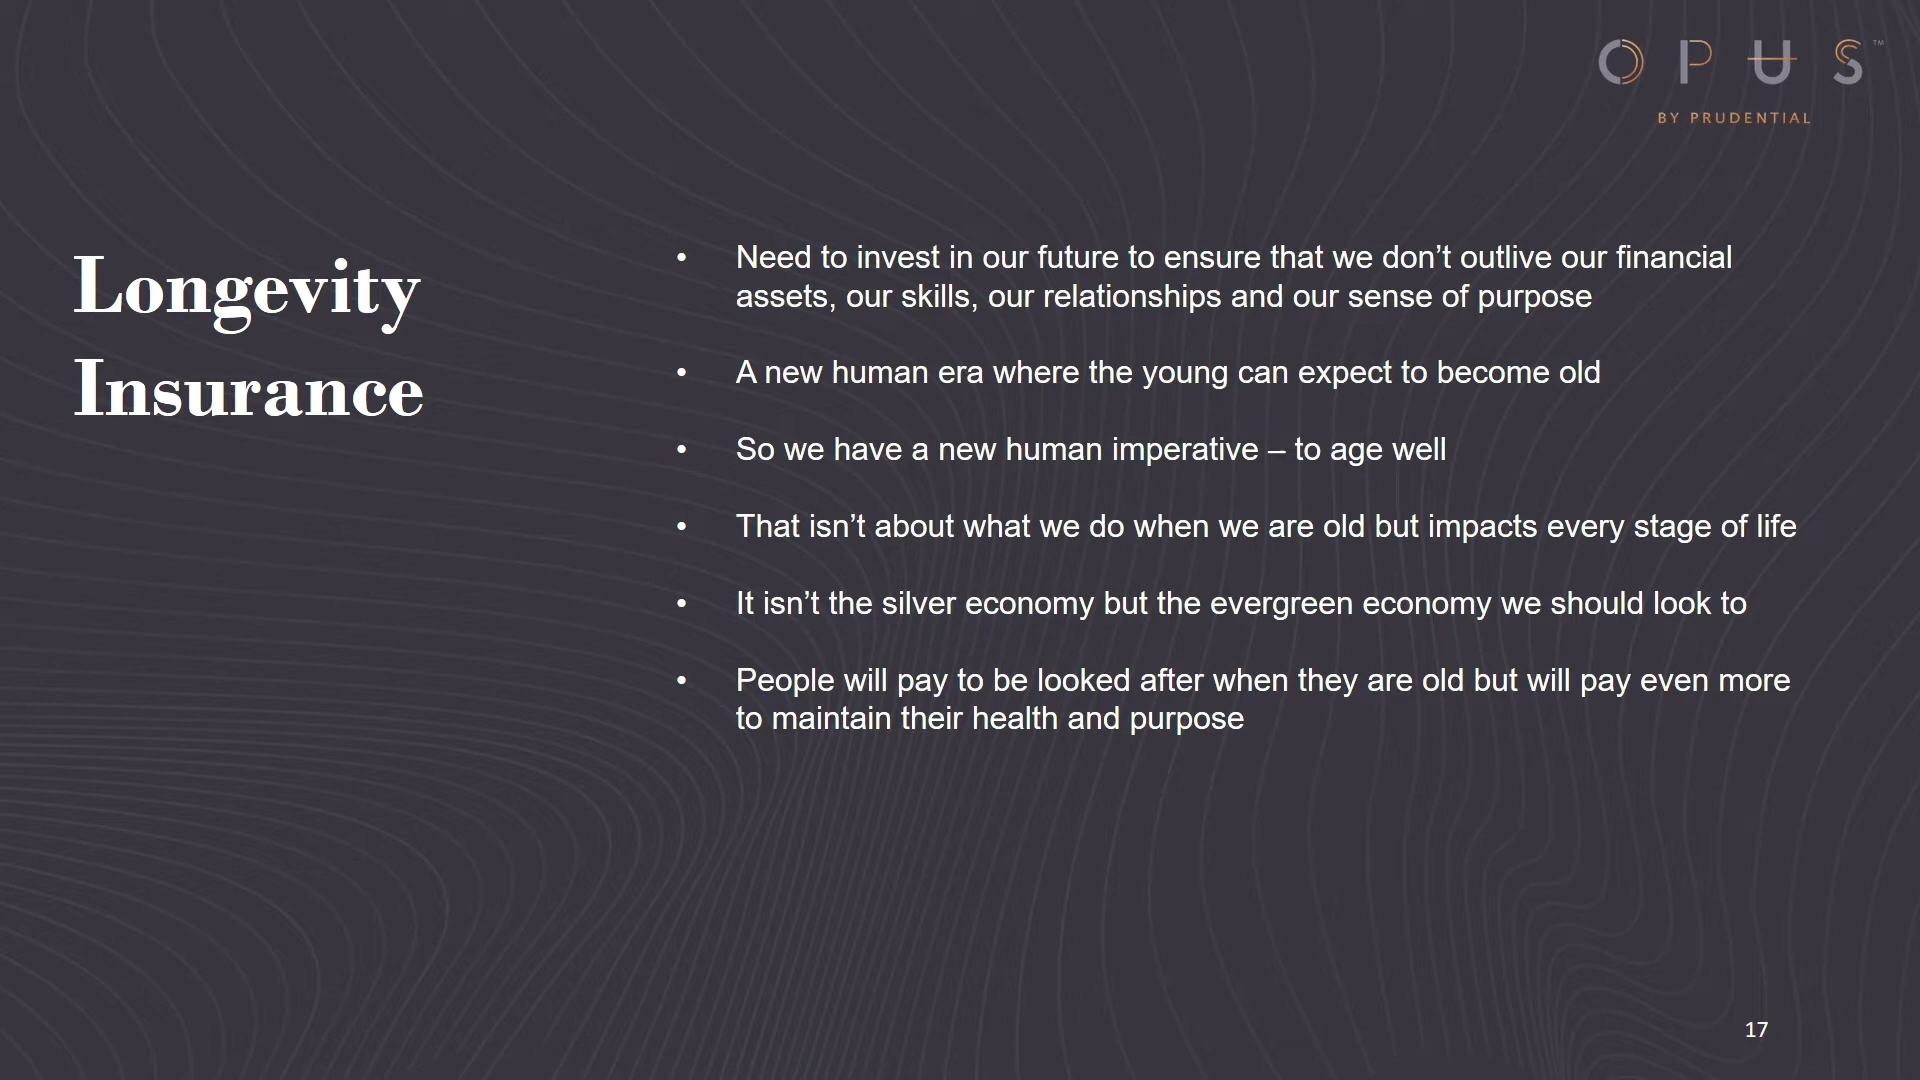 OPUS™
BY PRUDENTIAL
Longevity
Insurance
• Need to invest in our future to ensure that we don’t outlive our financial
assets, our skills, our relationships and our sense of purpose
• A new human era where the young can expect to become old
• So we have a new human imperative – to age well
• That isn’t about what we do when we are old but impacts every stage of life
• It isn’t the silver economy but the evergreen economy we should look to
• People will pay to be looked after when they are old but will pay even more
to maintain their health and purpose
17